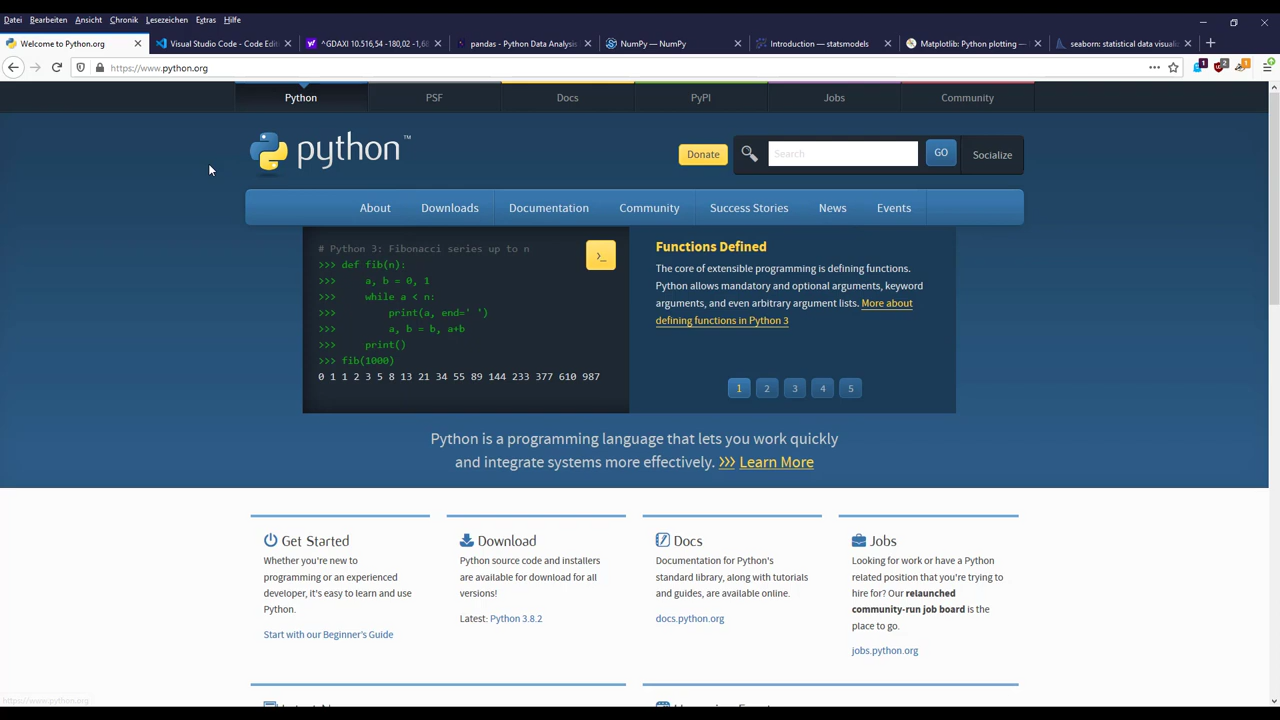 Datei Bearbeiten Ansicht Chronik Lesezeichen Extras Hilfe
Welcome to Python.org
Visual Studio Code - Code Edit
^GDAXI 10.516,54 -180,02 -1,68
pandas - Python Data Analysis
NumPy — NumPy
Introduction — statsmodels
Matplotlib: Python plotting —
seaborn: statistical data visuali
https://www.python.org
1 2 1
Python PSF Docs PyPI Jobs Community
python™
Donate
Search
GO
Socialize
About Downloads Documentation Community Success Stories News Events
# Python 3: Fibonacci series up to n
>>> def fib(n):
>>> a, b = 0, 1
>>> while a < n:
>>> print(a, end=' ')
>>> a, b = b, a+b
>>> print()
>>> fib(1000)
0 1 1 2 3 5 8 13 21 34 55 89 144 233 377 610 987
>_
Functions Defined
The core of extensible programming is defining functions.
Python allows mandatory and optional arguments, keyword
arguments, and even arbitrary argument lists. More about
defining functions in Python 3
1 2 3 4 5
Python is a programming language that lets you work quickly
and integrate systems more effectively. >>> Learn More
Get Started
Whether you're new to
programming or an experienced
developer, it's easy to learn and use
Python.
Start with our Beginner's Guide
Download
Python source code and installers
are available for download for all
versions!
Latest: Python 3.8.2
Docs
Documentation for Python's
standard library, along with tutorials
and guides, are available online.
docs.python.org
Jobs
Looking for work or have a Python
related position that you're trying to
hire for? Our relaunched
community-run job board is the
place to go.
jobs.python.org
https://www.python.org